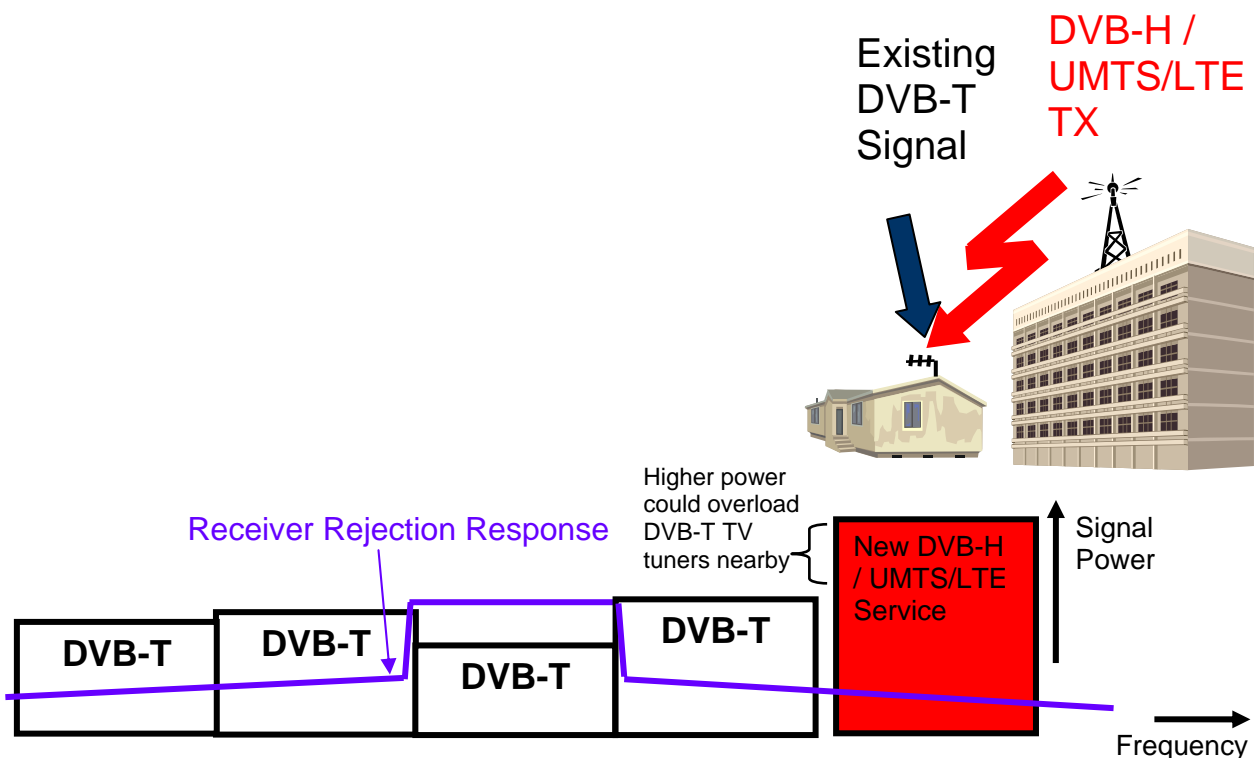 Existing
DVB-T
Signal
DVB-H /
UMTS/LTE
TX
Higher power
could overload
DVB-T TV
tuners nearby
Receiver Rejection Response
New DVB-H
/ UMTS/LTE
Service
Signal
Power
DVB-T
DVB-T
DVB-T
DVB-T
Frequency